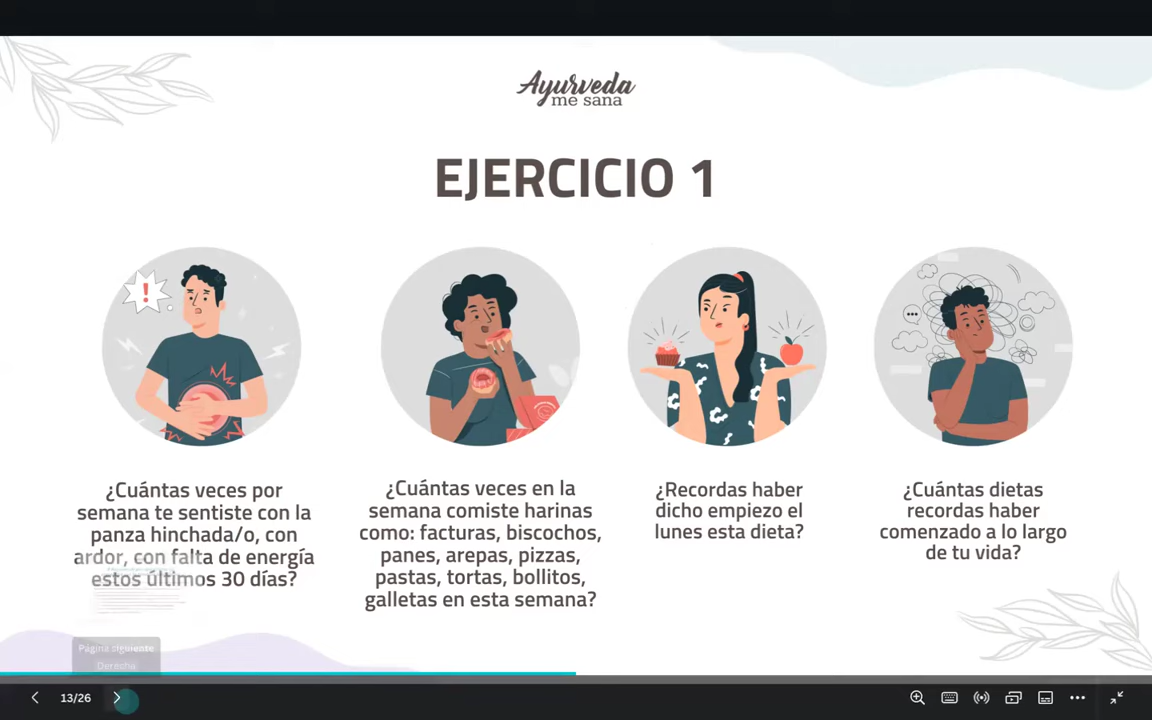 Ayurveda
me sana
EJERCICIO 1
!
¿Cuántas veces por
semana te sentiste con la
panza hinchada/o, con
ardor, con falta de energía
estos últimos 30 días?
¿Cuántas veces en la
semana comiste harinas
como: facturas, biscochos,
panes, arepas, pizzas,
pastas, tortas, bollitos,
galletas en esta semana?
¿Recordas haber
dicho empiezo el
lunes esta dieta?
¿Cuántas dietas
recordas haber
comenzado a lo largo
de tu vida?
Página siguiente
Derecha
13/26